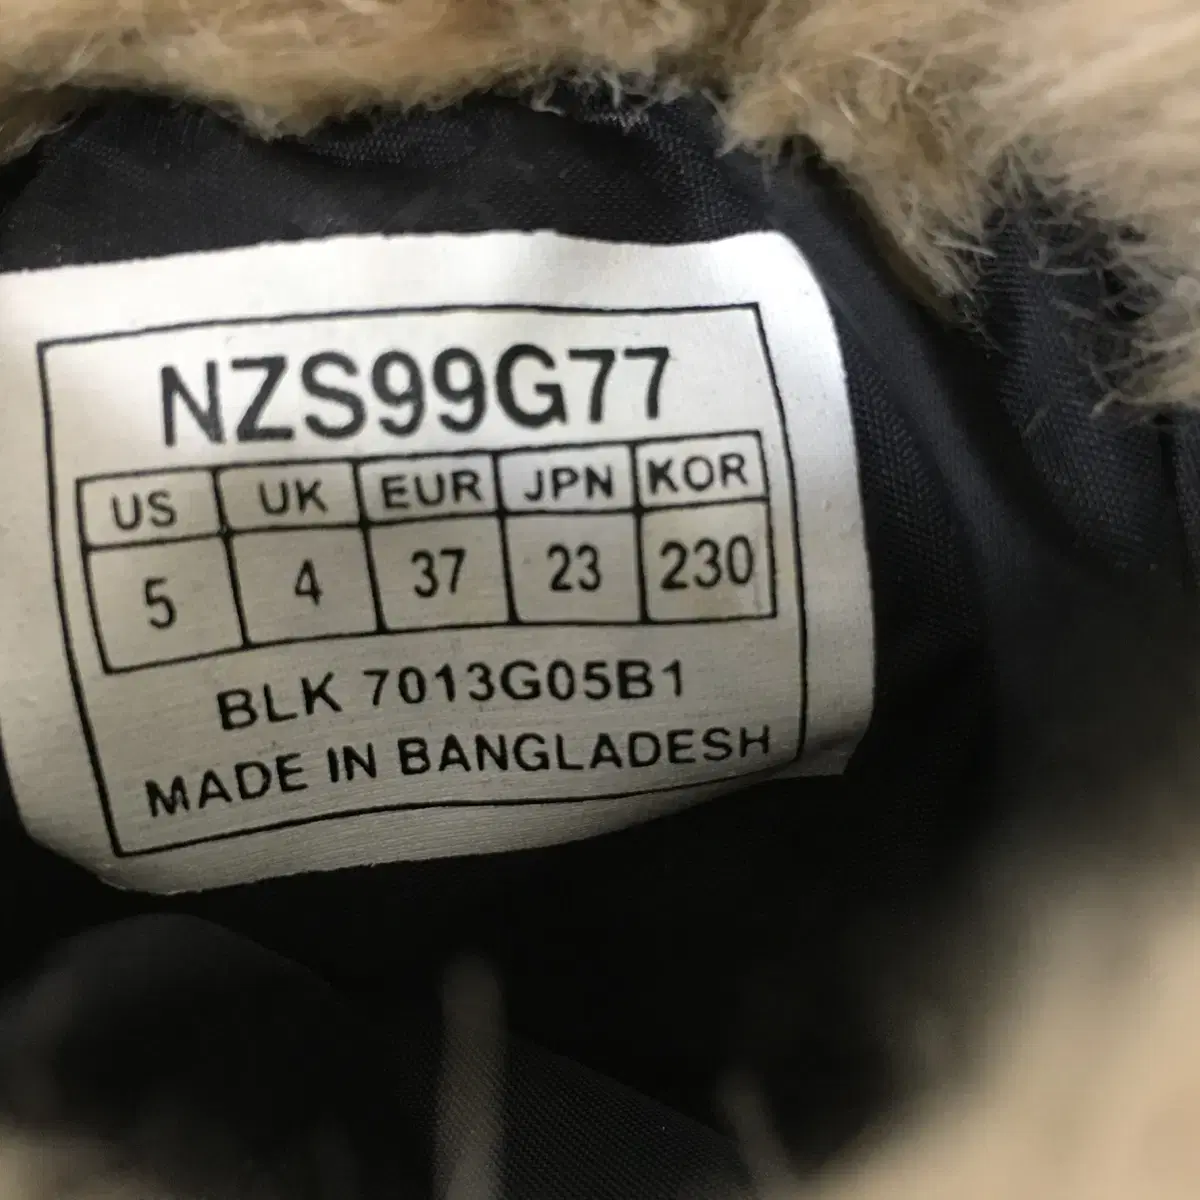 NZS99G77
US UK EUR JPN KOR
5 4 37 23 230
BLK 7013G05B1
MADE IN BANGLADESH